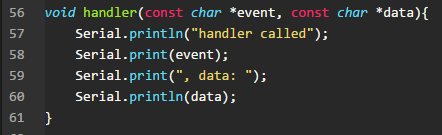 56 void handler(const char *event, const char *data){
57     Serial.println("handler called");
58     Serial.print(event);
59     Serial.print(", data: ");
60     Serial.println(data);
61 }